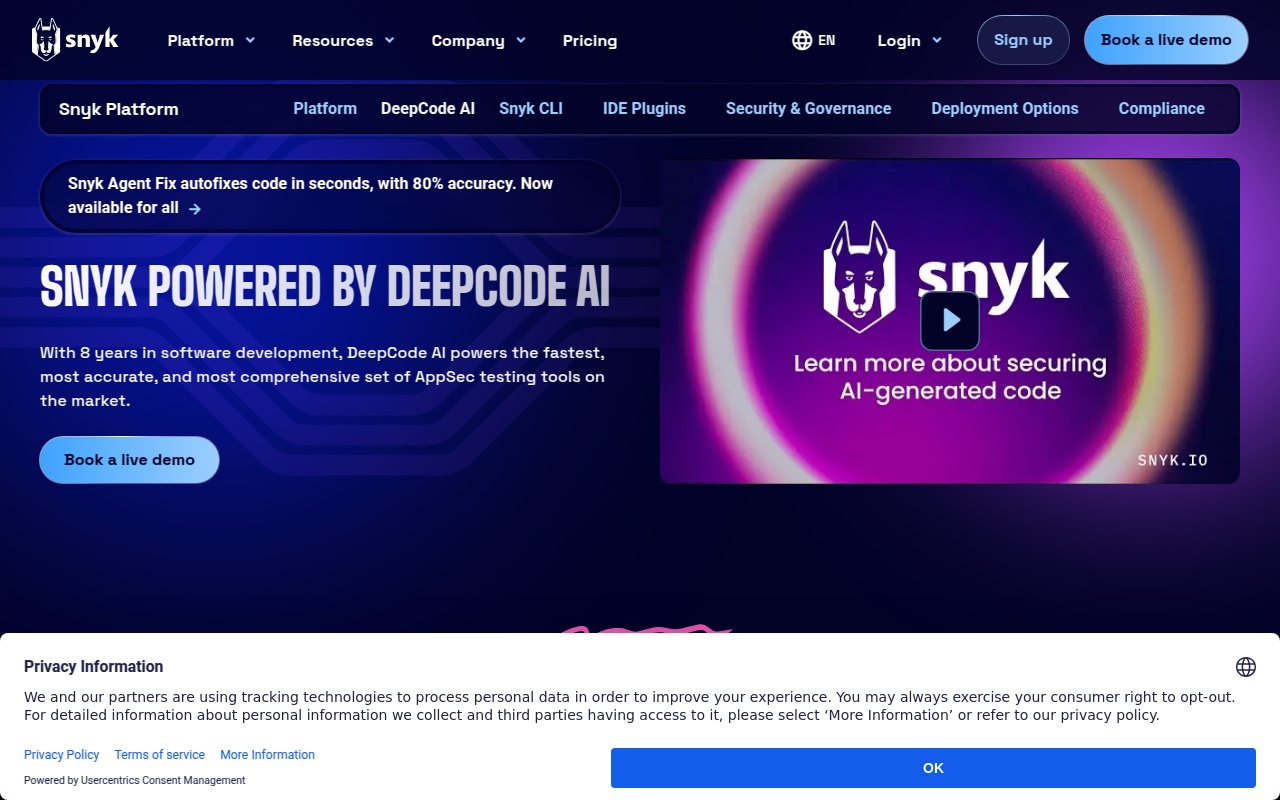 snyk
Platform
Resources
Company
Pricing
EN
Login
Sign up
Book a live demo
Snyk Platform
Platform
DeepCode AI
Snyk CLI
IDE Plugins
Security & Governance
Deployment Options
Compliance
Snyk Agent Fix autofixes code in seconds, with 80% accuracy. Now
available for all →
SNYK POWERED BY DEEPCODE AI
With 8 years in software development, DeepCode AI powers the fastest,
most accurate, and most comprehensive set of AppSec testing tools on
the market.
Book a live demo
snyk
Learn more about securing
AI-generated code
SNYK.IO
Privacy Information
We and our partners are using tracking technologies to process personal data in order to improve your experience. You may always exercise your consumer right to opt-out.
For detailed information about personal information we collect and third parties having access to it, please select ‘More Information’ or refer to our privacy policy.
Privacy Policy
Terms of service
More Information
Powered by Usercentrics Consent Management
OK